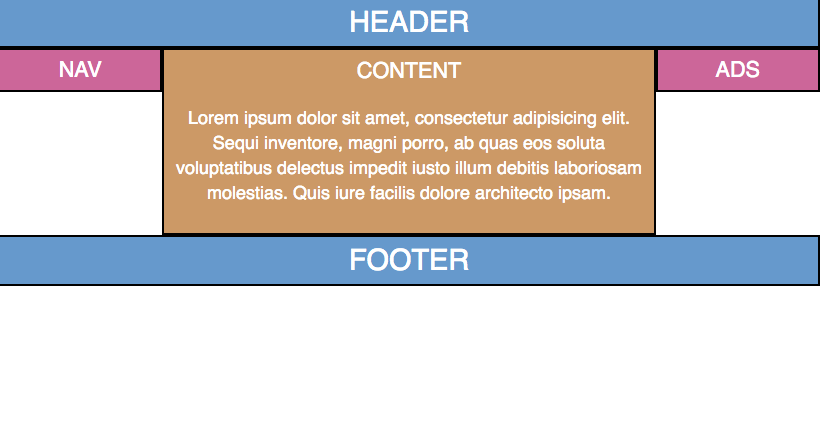 HEADER
NAV
CONTENT
ADS
Lorem ipsum dolor sit amet, consectetur adipisicing elit.
Sequi inventore, magni porro, ab quas eos soluta
voluptatibus delectus impedit iusto illum debitis laboriosam
molestias. Quis iure facilis dolore architecto ipsam.
FOOTER